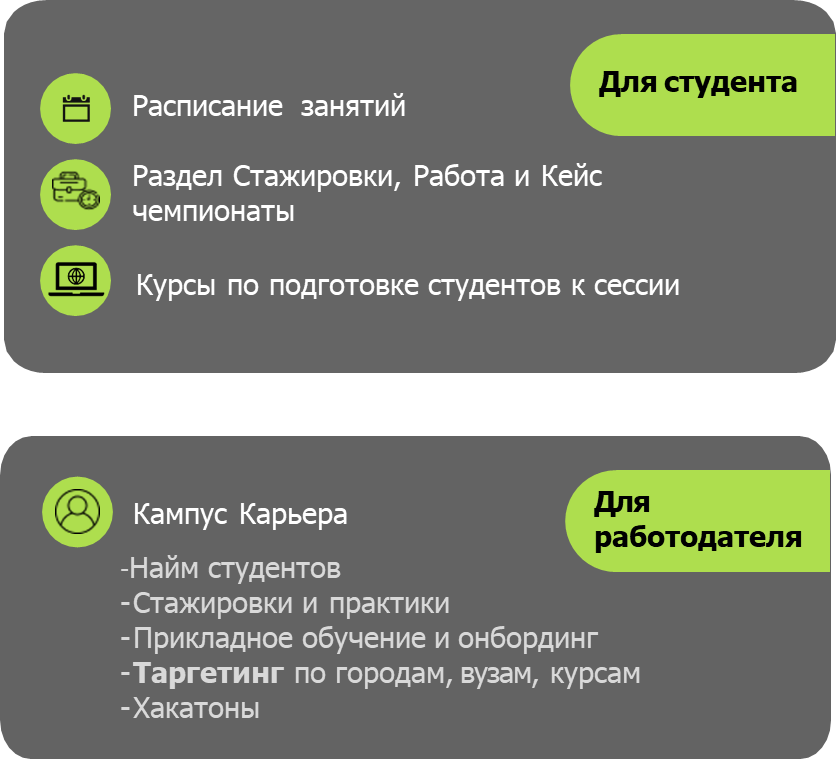 Для студента
Расписание занятий
Раздел Стажировки, Работа и Кейс
чемпионаты
Курсы по подготовке студентов к сессии
Для
работодателя
Кампус Карьера
-Найм студентов
-Стажировки и практики
-Прикладное обучение и онбординг
-Таргетинг по городам, вузам, курсам
-Хакатоны